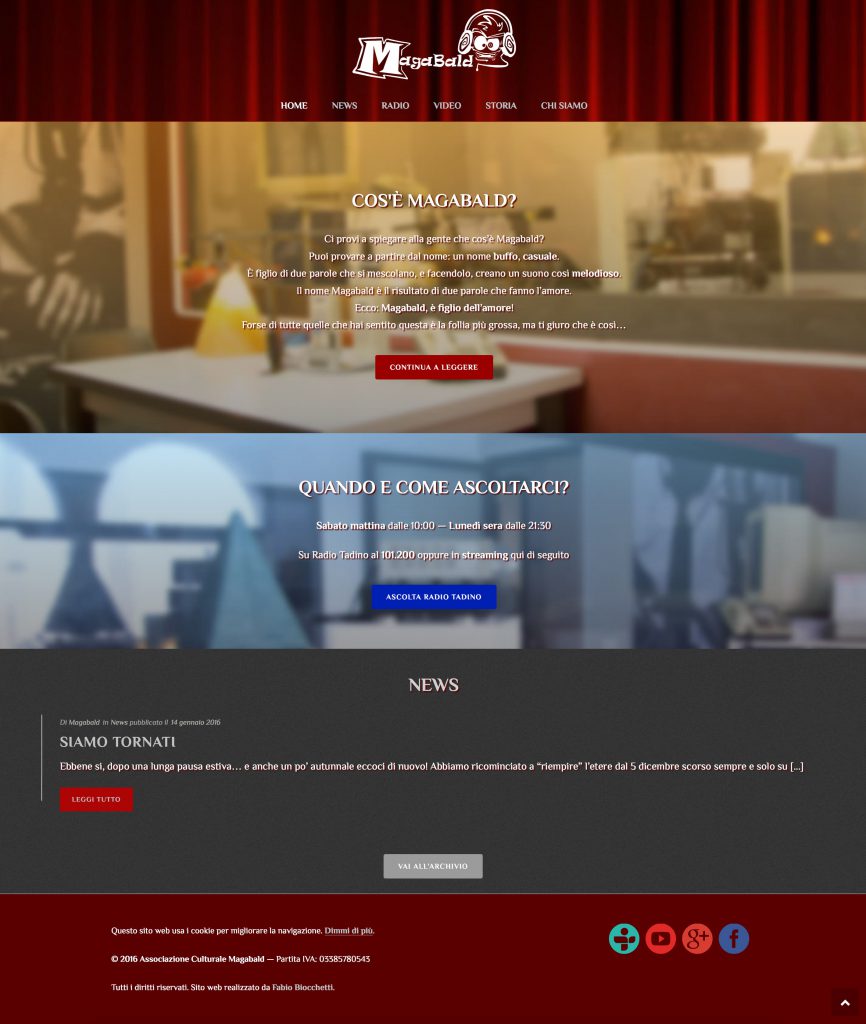 MagaBald
HOME NEWS RADIO VIDEO STORIA CHI SIAMO
COS'È MAGABALD?
Ci provi a spiegare alla gente che cos'è Magabald?
Puoi provare a partire dal nome: un nome buffo, casuale.
È figlio di due parole che si mescolano, e facendolo, creano un suono così melodioso.
Il nome Magabald è il risultato di due parole che fanno l'amore.
Ecco: Magabald, è figlio dell'amore!
Forse di tutte quelle che hai sentito questa è la follia più grossa, ma ti giuro che è così…
CONTINUA A LEGGERE
QUANDO E COME ASCOLTARCI?
Sabato mattina dalle 10:00 — Lunedì sera dalle 21:30
Su Radio Tadino al 101.200 oppure in streaming qui di seguito
ASCOLTA RADIO TADINO
NEWS
Di Magabald in News pubblicato il 14 gennaio 2016
SIAMO TORNATI
Ebbene si, dopo una lunga pausa estiva… e anche un po' autunnale eccoci di nuovo! Abbiamo ricominciato a “riempire” l'etere dal 5 dicembre scorso sempre e solo su [...]
LEGGI TUTTO
VAI ALL'ARCHIVIO
Questo sito web usa i cookie per migliorare la navigazione. Dimmi di più.
© 2016 Associazione Culturale Magabald — Partita IVA: 03385780543
Tutti i diritti riservati. Sito web realizzato da Fabio Biocchetti.